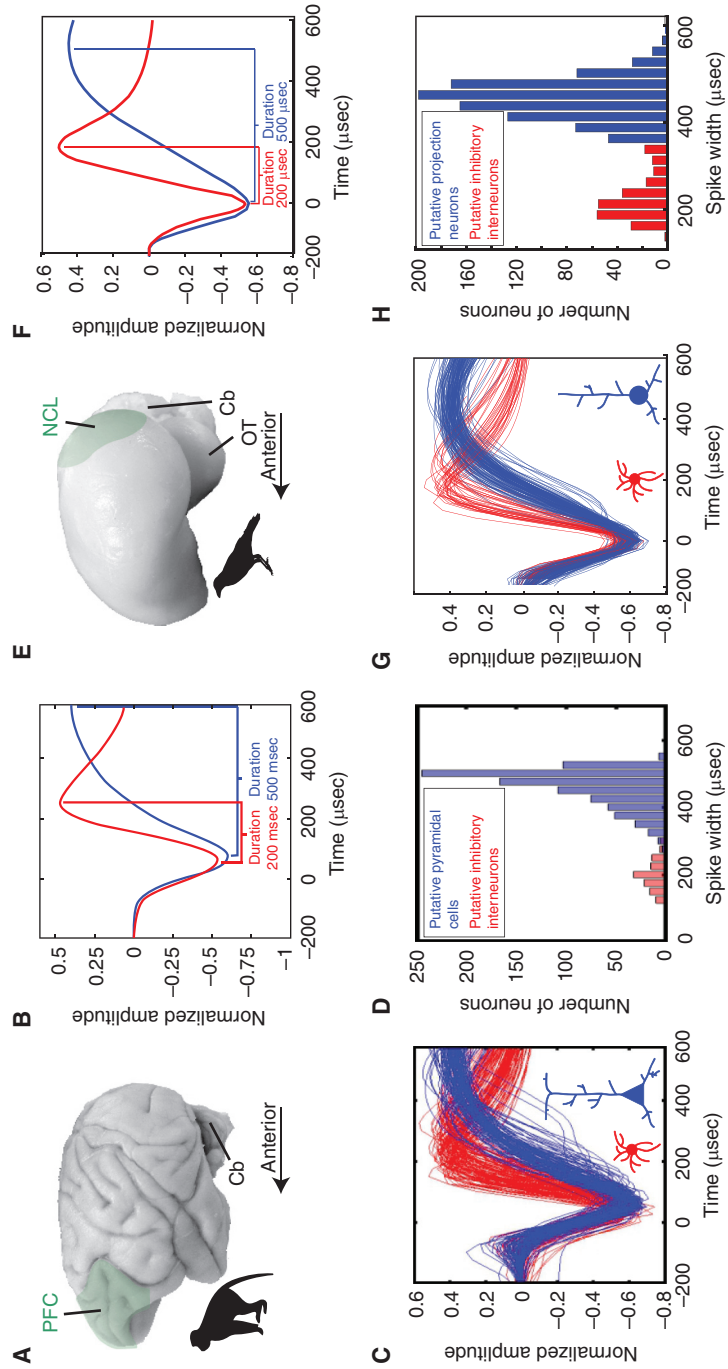 A
PFC
Cb
Anterior
B
Normalized amplitude
0.5
0.25
0
−0.25
−0.5
−0.75
−1
−200
0
200
400
600
Time (μsec)
Duration
200 msec
Duration
500 msec
E
NCL
Cb
OT
Anterior
F
Normalized amplitude
0.6
0.4
0.2
0
−0.2
−0.4
−0.6
−0.8
−200
0
200
400
600
Time (μsec)
Duration
200 μsec
Duration
500 μsec
C
Normalized amplitude
0.6
0.4
0.2
0
−0.2
−0.4
−0.6
−0.8
−200
0
200
400
600
Time (μsec)
D
Number of neurons
250
200
150
100
50
0
Putative pyramidal
cells
Putative inhibitory
interneurons
0
200
400
600
Spike width (μsec)
G
Normalized amplitude
0.4
0.2
0
−0.2
−0.4
−0.6
−0.8
−200
0
200
400
600
Time (μsec)
H
Number of neurons
200
160
120
80
40
0
Putative projection
neurons
Putative inhibitory
interneurons
200
400
600
Spike width (μsec)